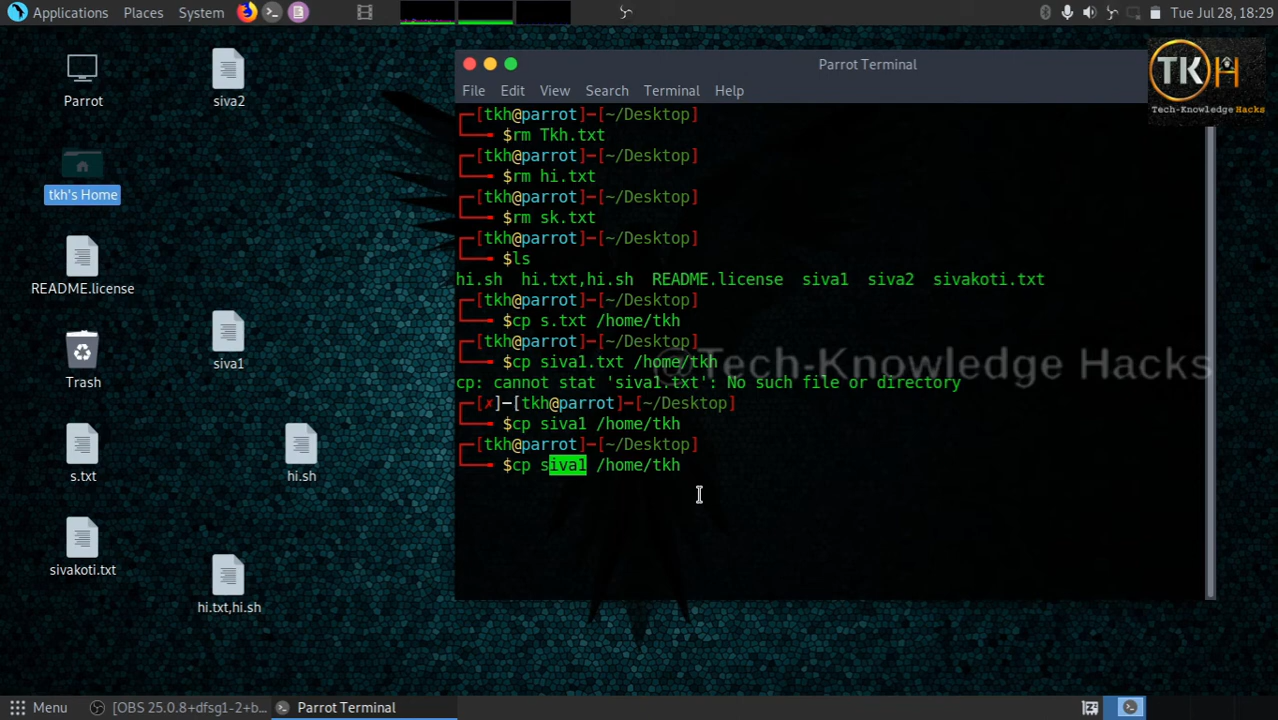 Applications Places System
Tue Jul 28, 18:29
Parrot
siva2
tkh's Home
README.license
siva1
Trash
s.txt
hi.sh
sivakoti.txt
hi.txt,hi.sh
Parrot Terminal
TKH
Tech-Knowledge Hacks
File Edit View Search Terminal Help
[tkh@parrot]─[~/Desktop]
$rm Tkh.txt
[tkh@parrot]─[~/Desktop]
$rm hi.txt
[tkh@parrot]─[~/Desktop]
$rm sk.txt
[tkh@parrot]─[~/Desktop]
$ls
hi.sh hi.txt,hi.sh README.license siva1 siva2 sivakoti.txt
[tkh@parrot]─[~/Desktop]
$cp s.txt /home/tkh
[tkh@parrot]─[~/Desktop]
$cp siva1.txt /home/tkh
@Tech-Knowledge Hacks
cp: cannot stat 'siva1.txt': No such file or directory
[✗]─[tkh@parrot]─[~/Desktop]
$cp siva1 /home/tkh
[tkh@parrot]─[~/Desktop]
$cp siva1 /home/tkh
Menu [OBS 25.0.8+dfsg1-2+b... Parrot Terminal